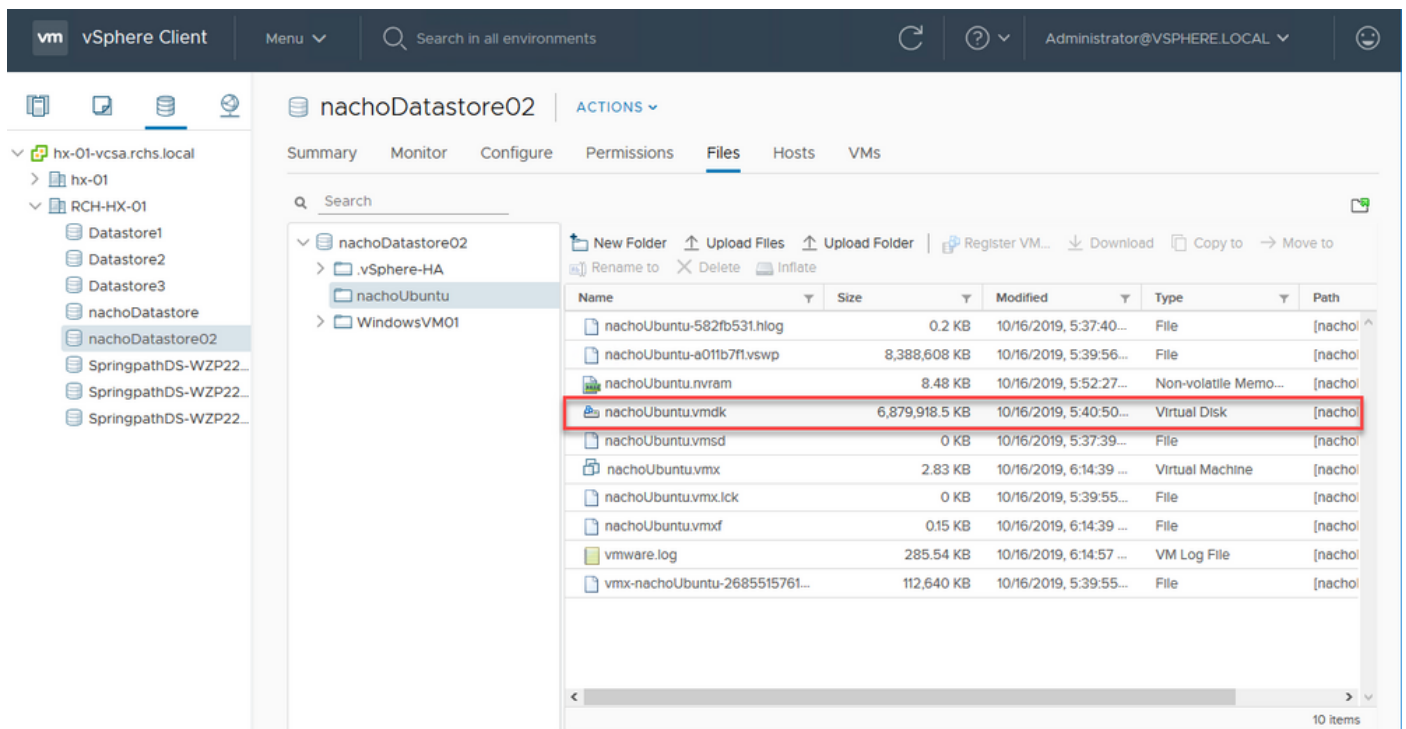 vm vSphere Client Menu Search in all environments Administrator@VSPHERE.LOCAL
hx-01-vcsa.rchs.local
hx-01
RCH-HX-01
Datastore1
Datastore2
Datastore3
nachoDatastore
nachoDatastore02
SpringpathDS-WZP22...
SpringpathDS-WZP22...
SpringpathDS-WZP22...
nachoDatastore02 ACTIONS
Summary Monitor Configure Permissions Files Hosts VMs
Search
nachoDatastore02
.vSphere-HA
nachoUbuntu
WindowsVM01
New Folder Upload Files Upload Folder Register VM... Download Copy to Move to
Rename to Delete Inflate
Name Size Modified Type Path
nachoUbuntu-582fb531.hlog 0.2 KB 10/16/2019, 5:37:40... File [nachoI
nachoUbuntu-a011b7f1.vswp 8,388,608 KB 10/16/2019, 5:39:56... File [nachoI
nachoUbuntu.nvram 8.48 KB 10/16/2019, 5:52:27... Non-volatile Memo... [nachoI
nachoUbuntu.vmdk 6,879,918.5 KB 10/16/2019, 5:40:50... Virtual Disk [nachoI
nachoUbuntu.vmsd 0 KB 10/16/2019, 5:37:39... File [nachoI
nachoUbuntu.vmx 2.83 KB 10/16/2019, 6:14:39 ... Virtual Machine [nachoI
nachoUbuntu.vmx.lck 0 KB 10/16/2019, 5:39:55... File [nachoI
nachoUbuntu.vmxf 0.15 KB 10/16/2019, 6:14:39 ... File [nachoI
vmware.log 285.54 KB 10/16/2019, 6:14:57 ... VM Log File [nachoI
vmx-nachoUbuntu-2685515761... 112,640 KB 10/16/2019, 5:39:55... File [nachoI
10 items